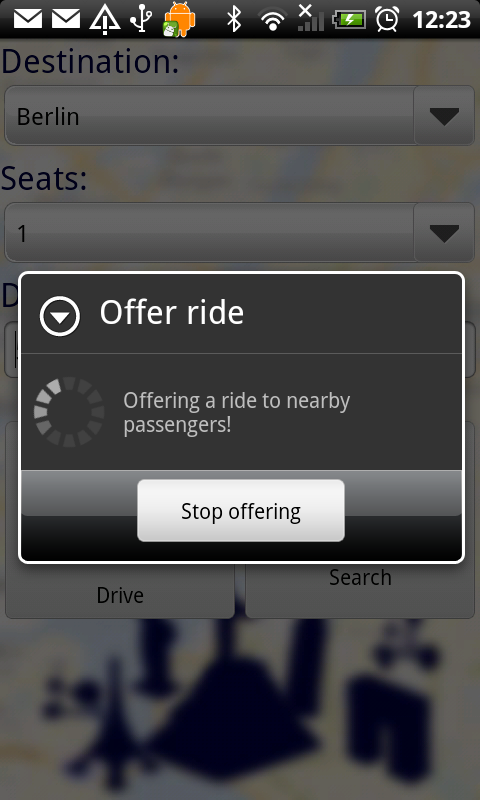 12:23
Destination:
Berlin
Seats:
1
D
Offer ride
Offering a ride to nearby
passengers!
Stop offering
Search
Drive